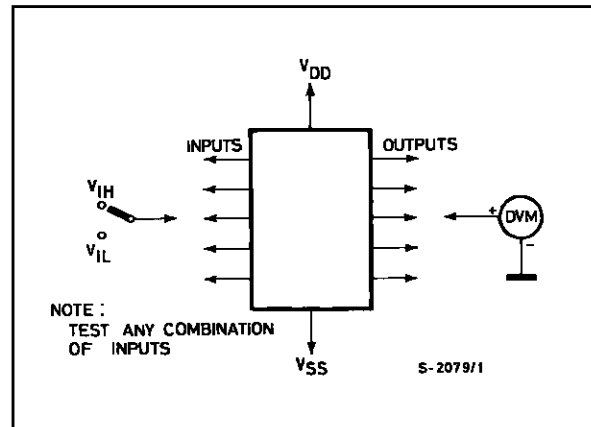 VDD
INPUTS
OUTPUTS
VIH
VIL
+
DVM
-
NOTE :
TEST ANY COMBINATION
OF INPUTS
VSS
S-2079/1